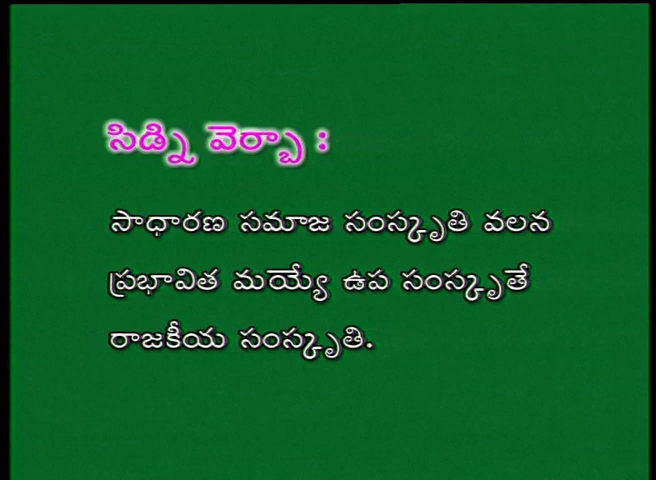 సిడ్ని వెర్బా :
సాధారణ సమాజ సంస్కృతి వలన
ప్రభావిత మయ్యే ఉప సంస్కృతే
రాజకీయ సంస్కృతి.